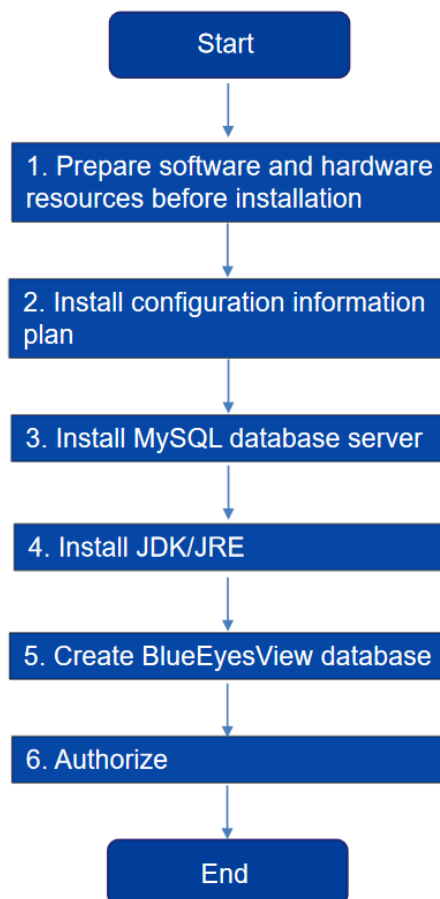 Start
1. Prepare software and hardware
resources before installation
2. Install configuration information
plan
3. Install MySQL database server
4. Install JDK/JRE
5. Create BlueEyesView database
6. Authorize
End